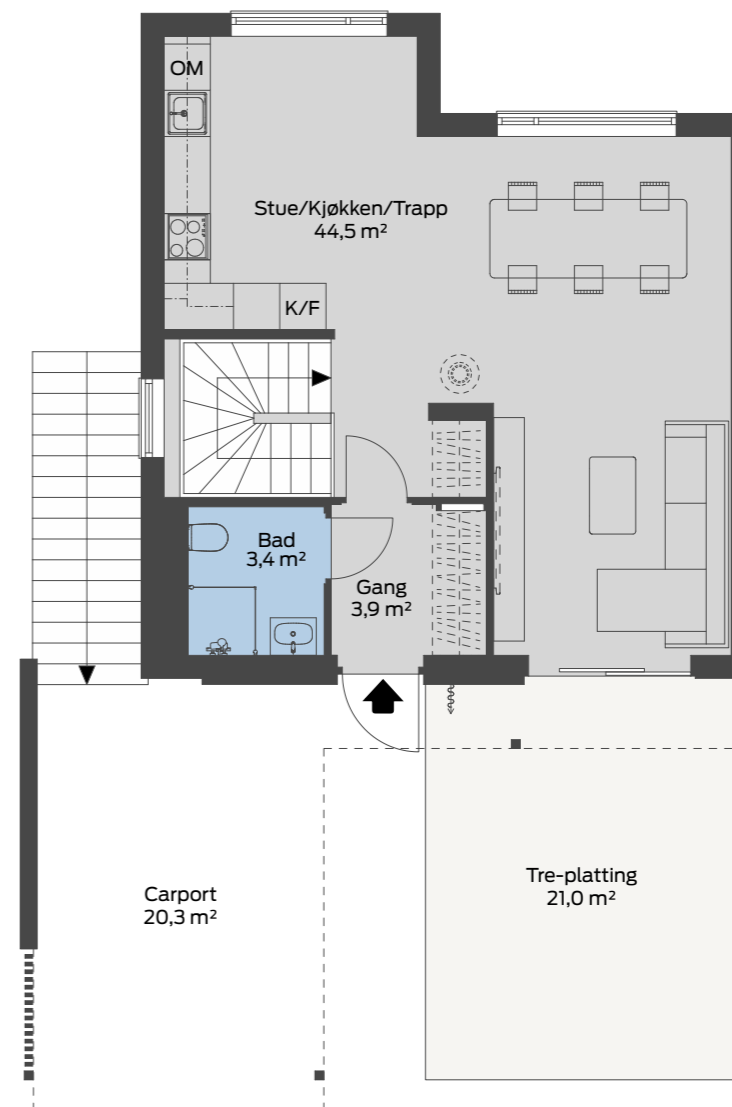 OM
Stue/Kjøkken/Trapp
44,5 m²
K/F
Bad
3,4 m²
Gang
3,9 m²
Carport
20,3 m²
Tre-platting
21,0 m²